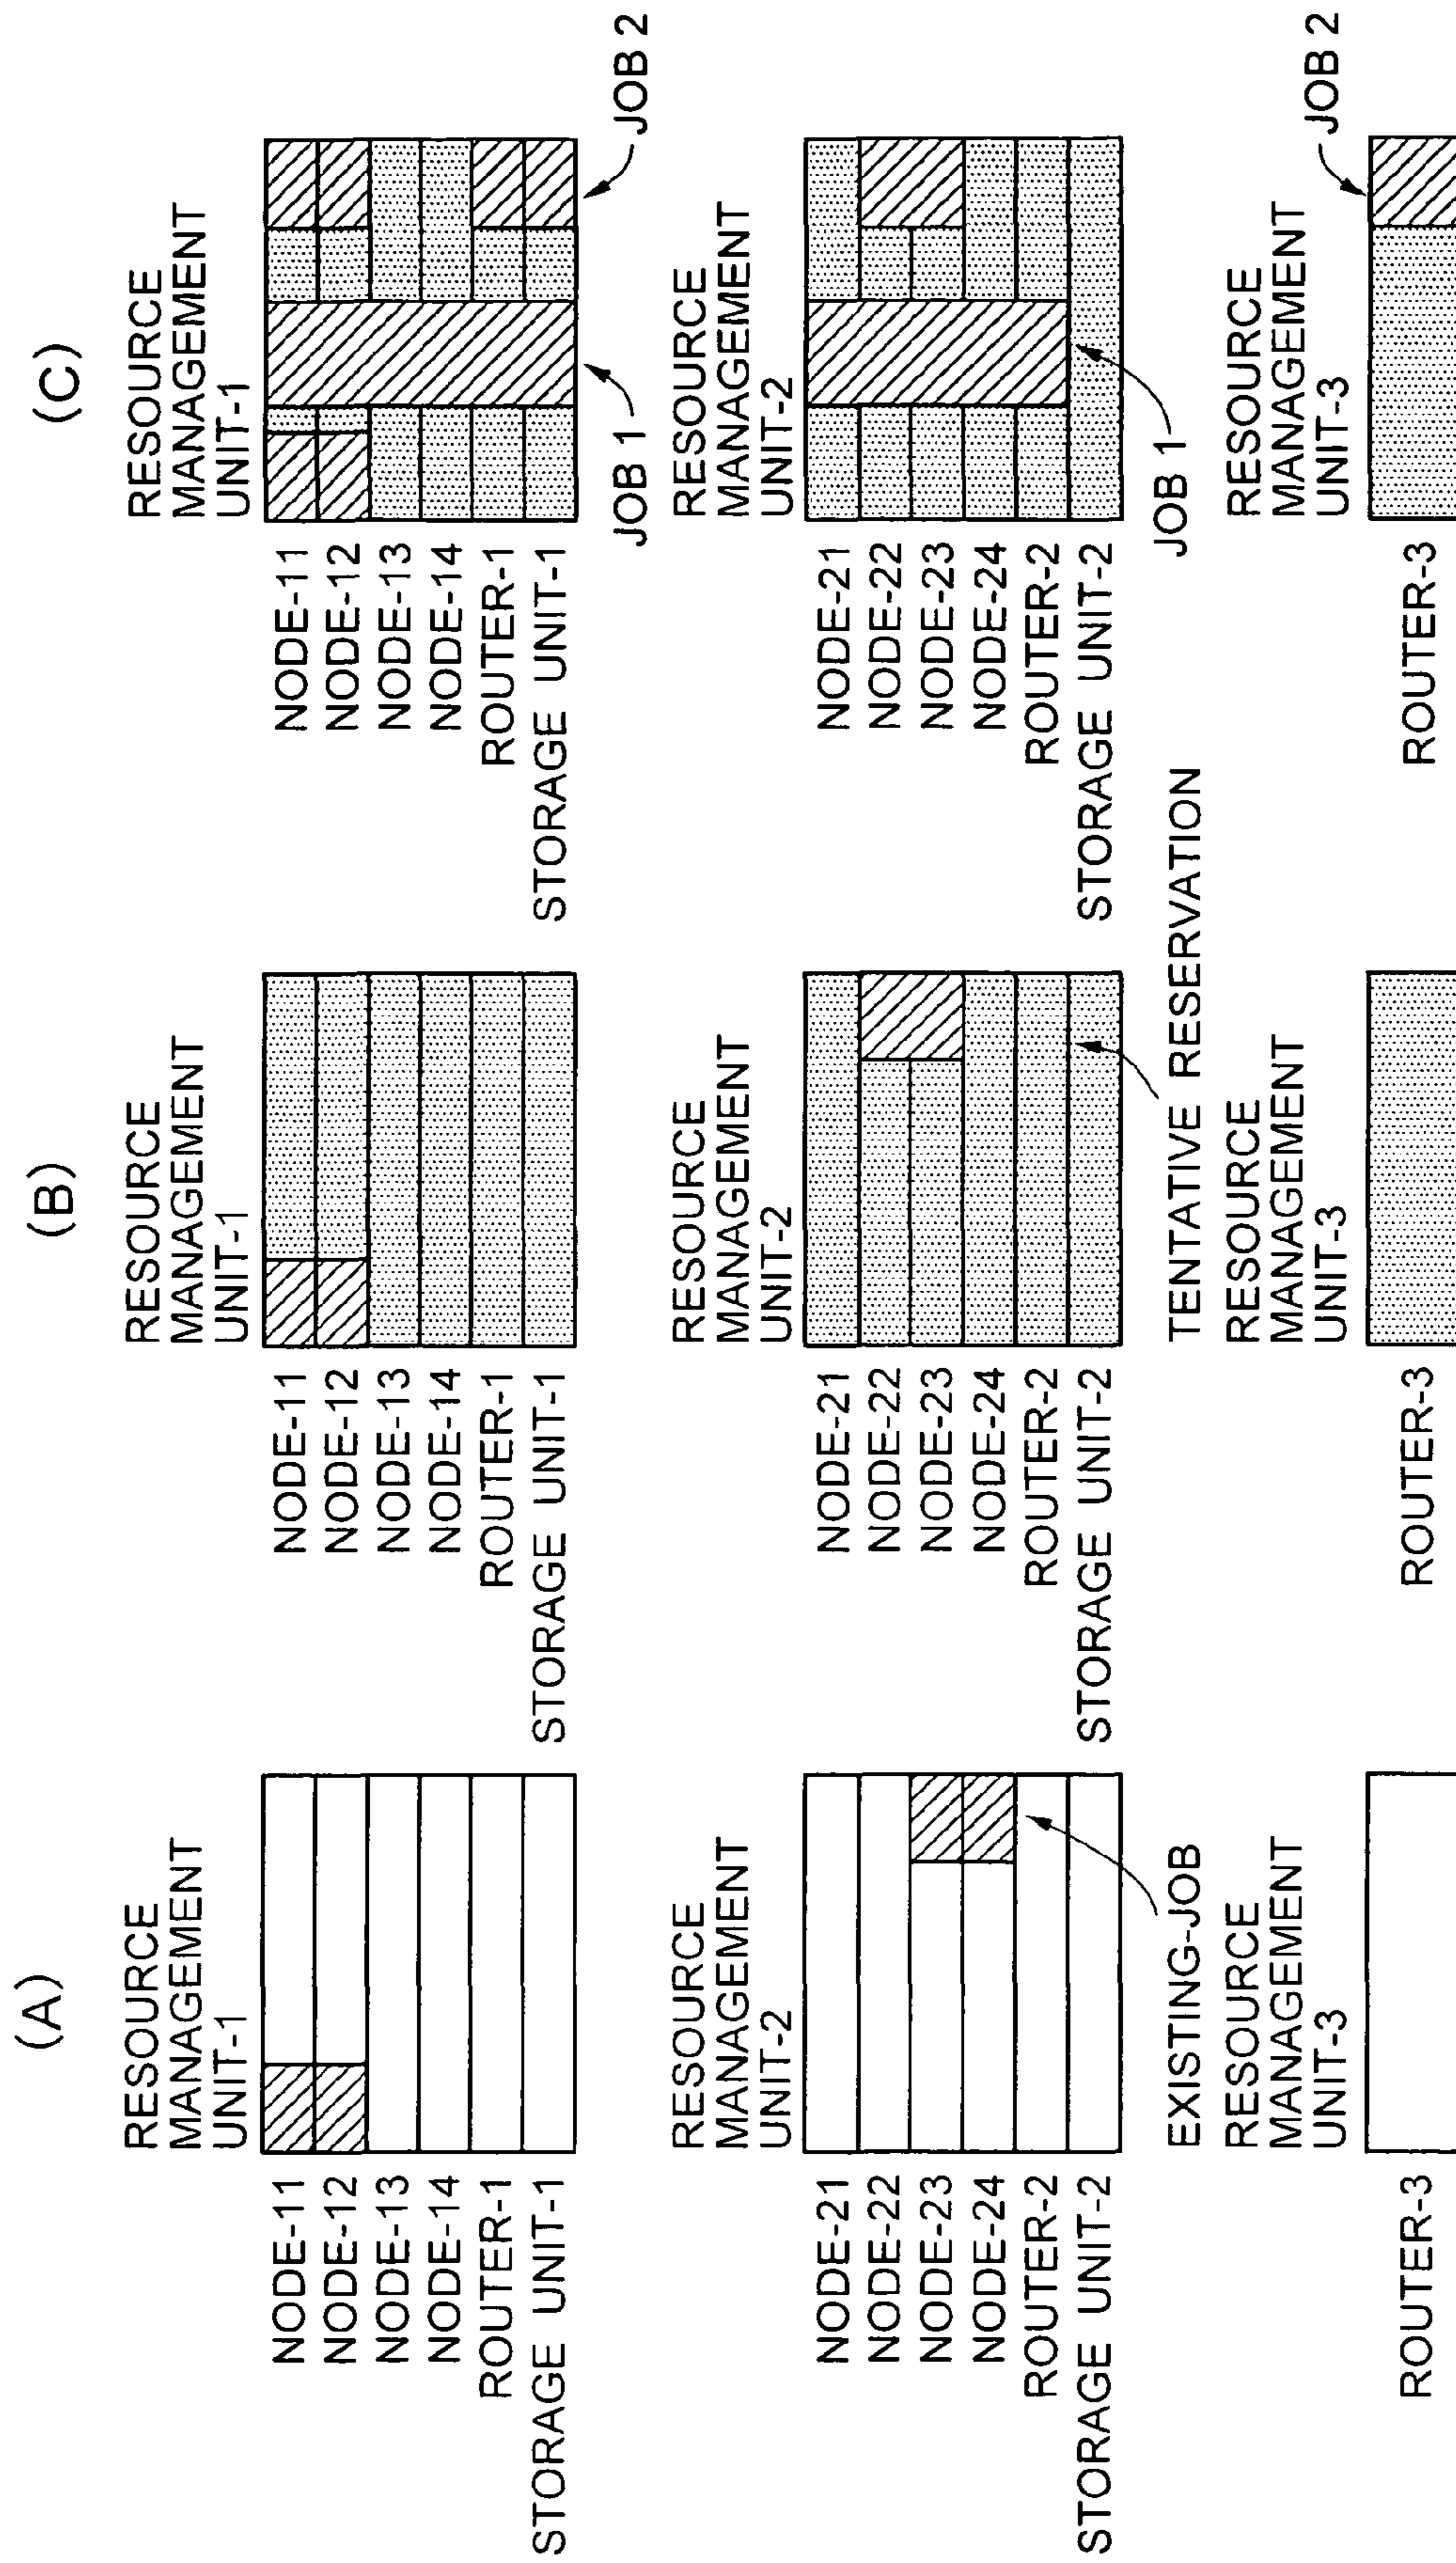 (A)
RESOURCE
MANAGEMENT
UNIT-1
NODE-11
NODE-12
NODE-13
NODE-14
ROUTER-1
STORAGE UNIT-1
RESOURCE
MANAGEMENT
UNIT-2
NODE-21
NODE-22
NODE-23
NODE-24
ROUTER-2
STORAGE UNIT-2
EXISTING-JOB
RESOURCE
MANAGEMENT
UNIT-3
ROUTER-3
(B)
RESOURCE
MANAGEMENT
UNIT-1
NODE-11
NODE-12
NODE-13
NODE-14
ROUTER-1
STORAGE UNIT-1
RESOURCE
MANAGEMENT
UNIT-2
NODE-21
NODE-22
NODE-23
NODE-24
ROUTER-2
STORAGE UNIT-2
TENTATIVE RESERVATION
RESOURCE
MANAGEMENT
UNIT-3
ROUTER-3
(C)
RESOURCE
MANAGEMENT
UNIT-1
NODE-11
NODE-12
NODE-13
NODE-14
ROUTER-1
STORAGE UNIT-1
JOB 1
JOB 2
RESOURCE
MANAGEMENT
UNIT-2
NODE-21
NODE-22
NODE-23
NODE-24
ROUTER-2
STORAGE UNIT-2
JOB 1
RESOURCE
MANAGEMENT
UNIT-3
JOB 2
ROUTER-3